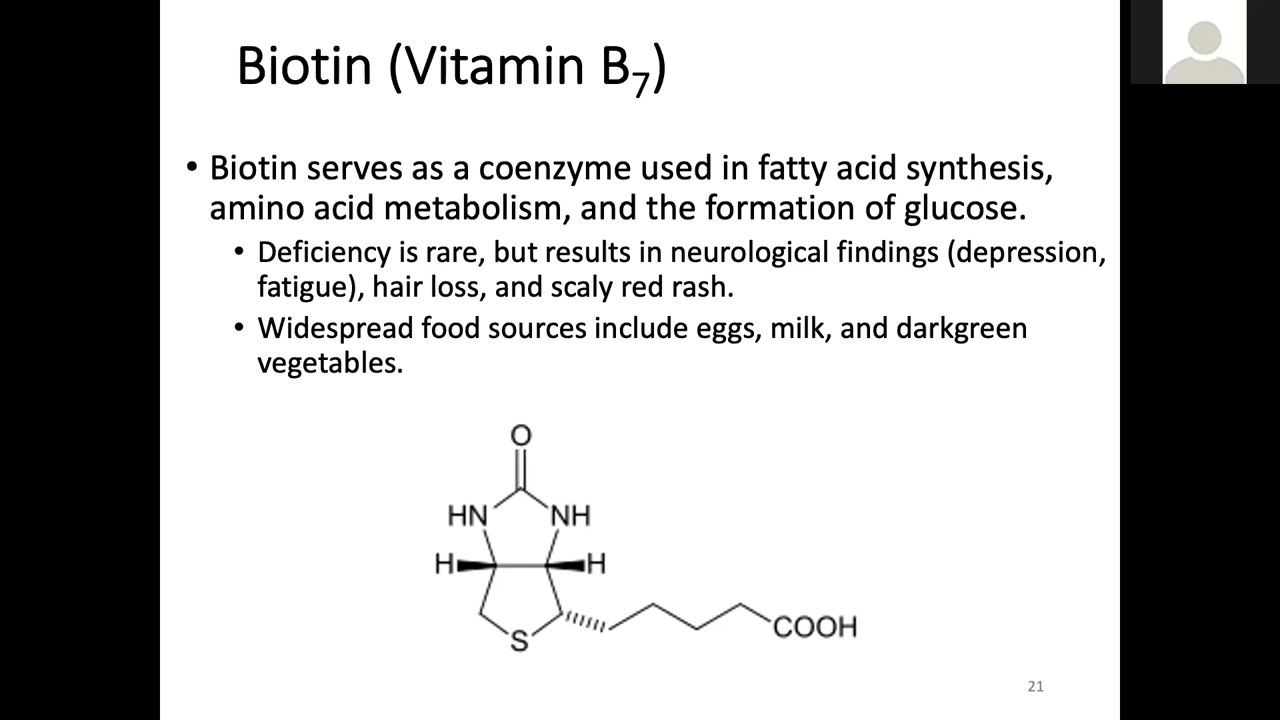 Biotin (Vitamin B₇)
• Biotin serves as a coenzyme used in fatty acid synthesis,
amino acid metabolism, and the formation of glucose.
• Deficiency is rare, but results in neurological findings (depression,
fatigue), hair loss, and scaly red rash.
• Widespread food sources include eggs, milk, and darkgreen
vegetables.
O
HN NH
H H
S COOH
21